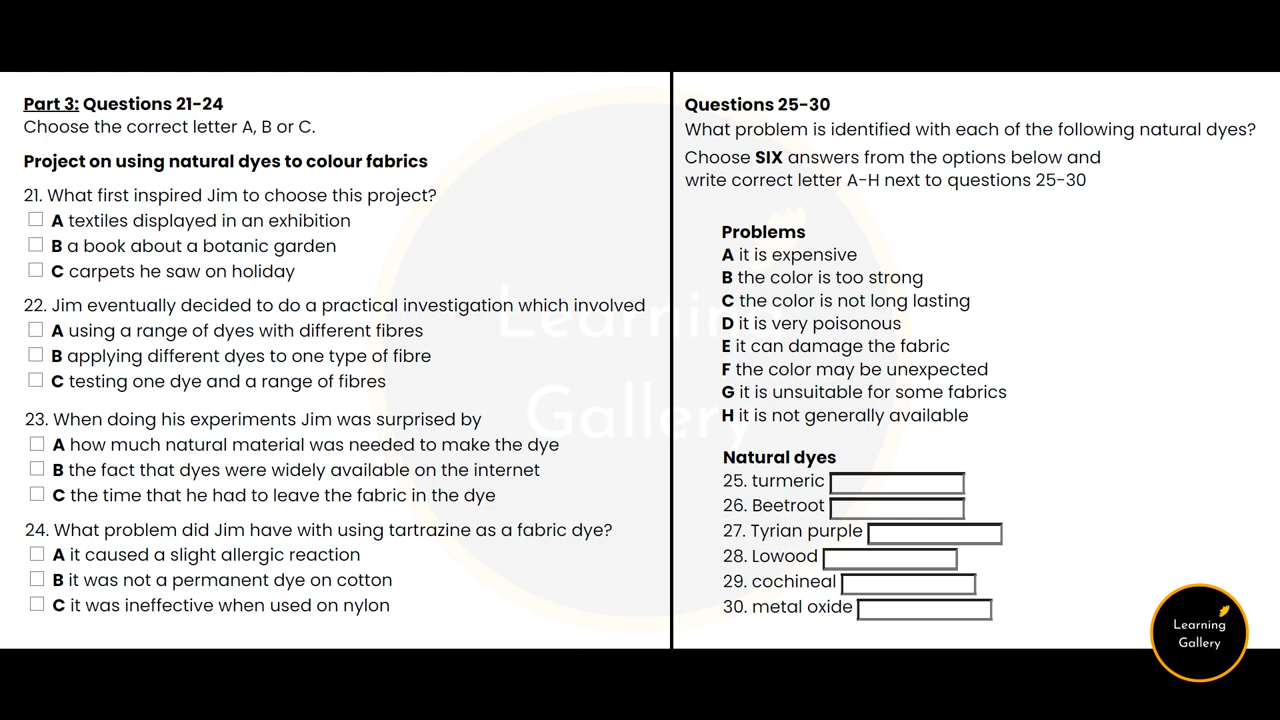 Part 3: Questions 21-24
Choose the correct letter A, B or C.
Project on using natural dyes to colour fabrics
21. What first inspired Jim to choose this project?
A textiles displayed in an exhibition
B a book about a botanic garden
C carpets he saw on holiday
22. Jim eventually decided to do a practical investigation which involved
A using a range of dyes with different fibres
B applying different dyes to one type of fibre
C testing one dye and a range of fibres
23. When doing his experiments Jim was surprised by
A how much natural material was needed to make the dye
B the fact that dyes were widely available on the internet
C the time that he had to leave the fabric in the dye
24. What problem did Jim have with using tartrazine as a fabric dye?
A it caused a slight allergic reaction
B it was not a permanent dye on cotton
C it was ineffective when used on nylon
Questions 25-30
What problem is identified with each of the following natural dyes?
Choose SIX answers from the options below and
write correct letter A-H next to questions 25-30
Problems
A it is expensive
B the color is too strong
C the color is not long lasting
D it is very poisonous
E it can damage the fabric
F the color may be unexpected
G it is unsuitable for some fabrics
H it is not generally available
Natural dyes
25. turmeric
26. Beetroot
27. Tyrian purple
28. Lowood
29. cochineal
30. metal oxide
Learning
Gallery
Learning
Gallery